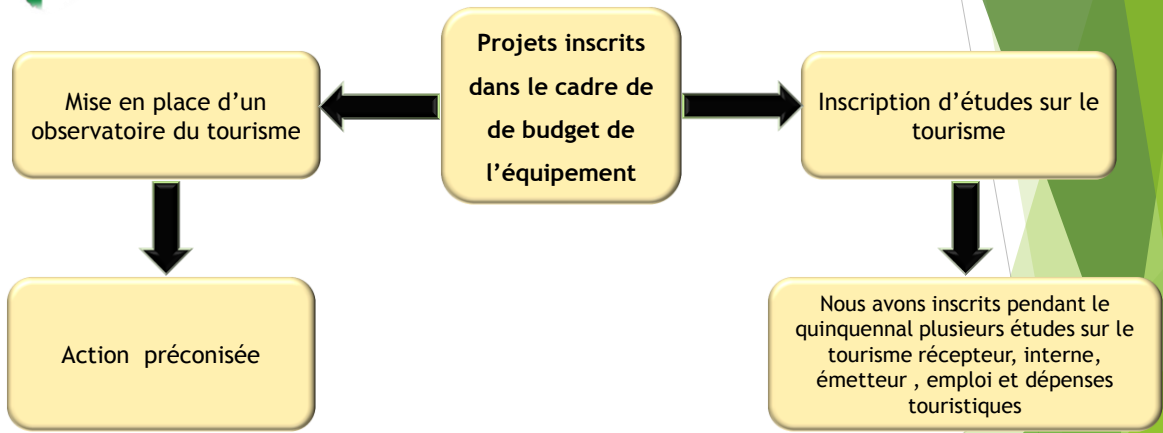 Projets inscrits
dans le cadre de
de budget de
l’équipement
Mise en place d’un
observatoire du tourisme
Inscription d’études sur le
tourisme
Action préconisée
Nous avons inscrits pendant le
quinquennal plusieurs études sur le
tourisme récepteur, interne,
émetteur , emploi et dépenses
touristiques